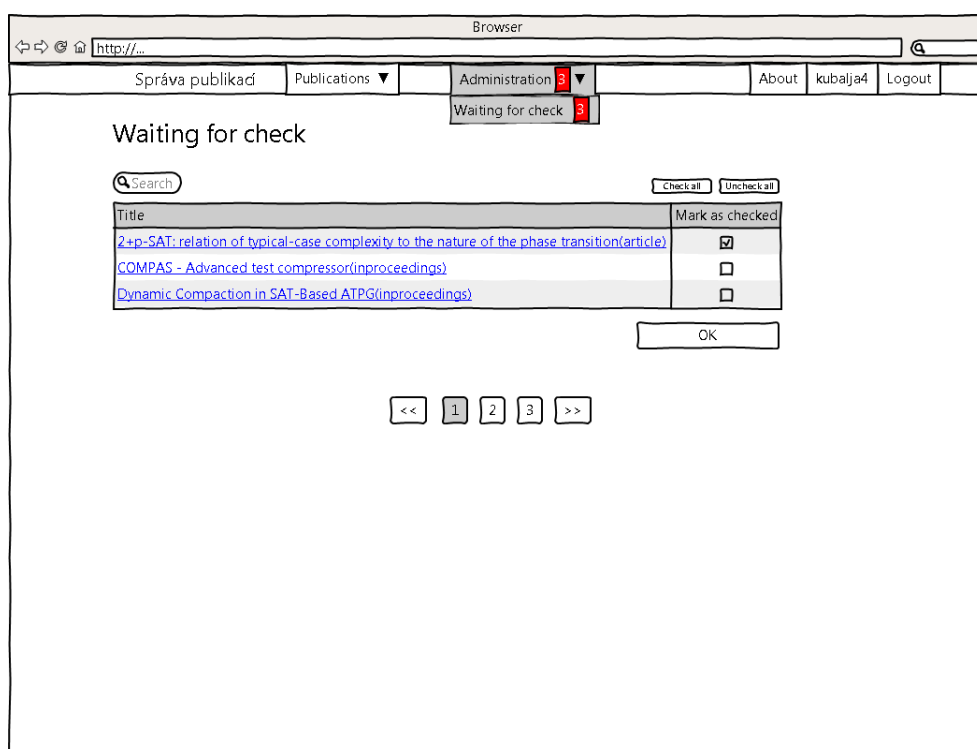 Browser
http://...
Správa publikací Publications ▼ Administration 3 ▼ About kubalja4 Logout
Waiting for check 3
Waiting for check
Search Check all Uncheck all
Title Mark as checked
2+p-SAT: relation of typical-case complexity to the nature of the phase transition(article)
COMPAS - Advanced test compressor(inproceedings)
Dynamic Compaction in SAT-Based ATPG(inproceedings)
OK
<< 1 2 3 >>